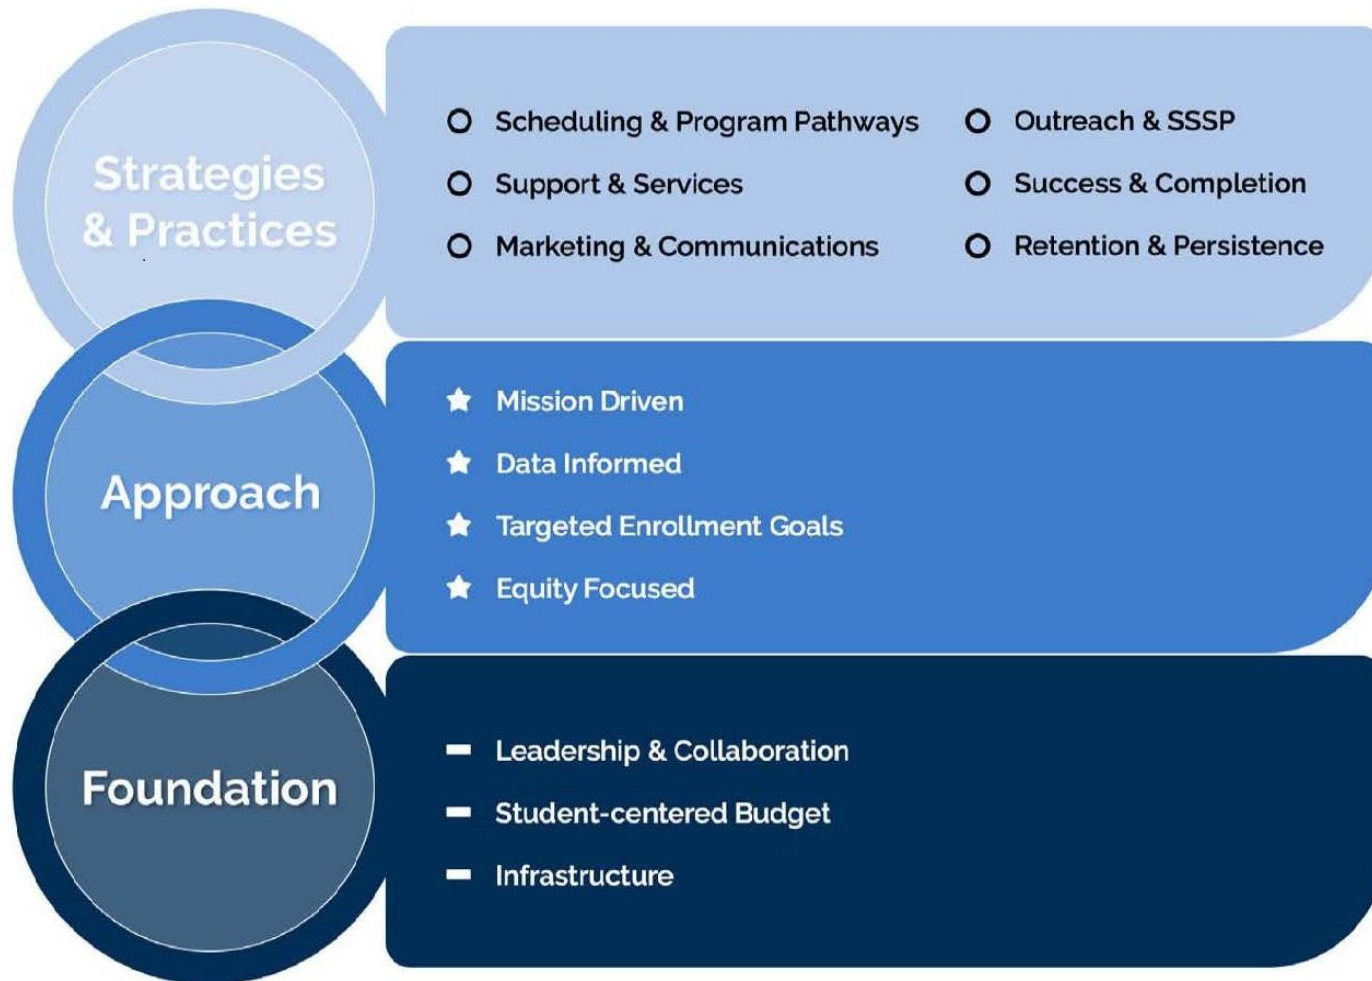 Strategies
& Practices
Scheduling & Program Pathways
Support & Services
Marketing & Communications
Outreach & SSSP
Success & Completion
Retention & Persistence
Approach
Mission Driven
Data Informed
Targeted Enrollment Goals
Equity Focused
Foundation
Leadership & Collaboration
Student-centered Budget
Infrastructure